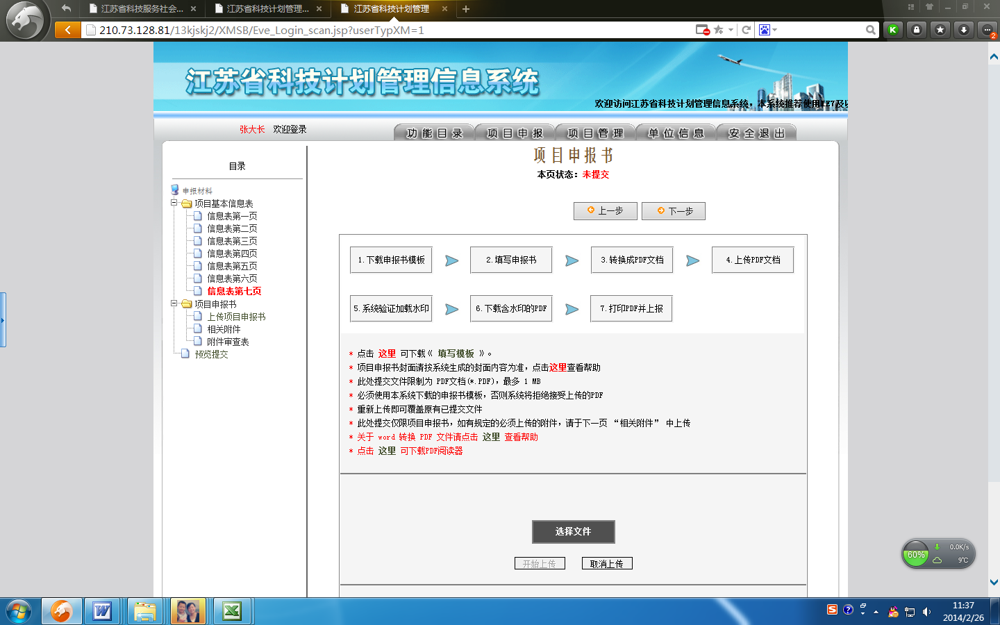 江苏省科技服务社会...
江苏省科技计划管理...
江苏省科技计划管理
210.73.128.81/13kjskj2/XMSB/Eve_Login_scan.jsp?userTypXM=1
江苏省科技计划管理信息系统
欢迎访问江苏省科技计划管理信息系统，本系统推荐使用IE7及以
张大长 欢迎登录
功能目录
项目申报
项目管理
单位信息
安全退出
目录
申报材料
项目基本信息表
信息表第一页
信息表第二页
信息表第三页
信息表第四页
信息表第五页
信息表第六页
信息表第七页
项目申报书
上传项目申报书
相关附件
附件审查表
预览提交
项目申报书
本页状态：未提交
上一步
下一步
1.下载申报书模板
2.填写申报书
3.转换成PDF文档
4.上传PDF文档
5.系统验证加载水印
6.下载含水印的PDF
7.打印PDF并上报
* 点击 这里 可下载《 填写模板 》。
* 项目申报书封面请按系统生成的封面内容为准，点击这里查看帮助
* 此处提交文件限制为 PDF文档(*.PDF)，最多 1 MB
* 必须使用本系统下载的申报书模板，否则系统将拒绝接受上传的PDF
* 重新上传即可覆盖原有已提交文件
* 此处提交仅限项目申报书，如有规定的必须上传的附件，请于下一页 “相关附件” 中上传
* 关于 word 转换 PDF 文件请点击 这里 查看帮助
* 点击 这里 可下载PDF阅读器
选择文件
开始上传
取消上传
60%
0.0K/s
9℃
2
11:37
2014/2/26